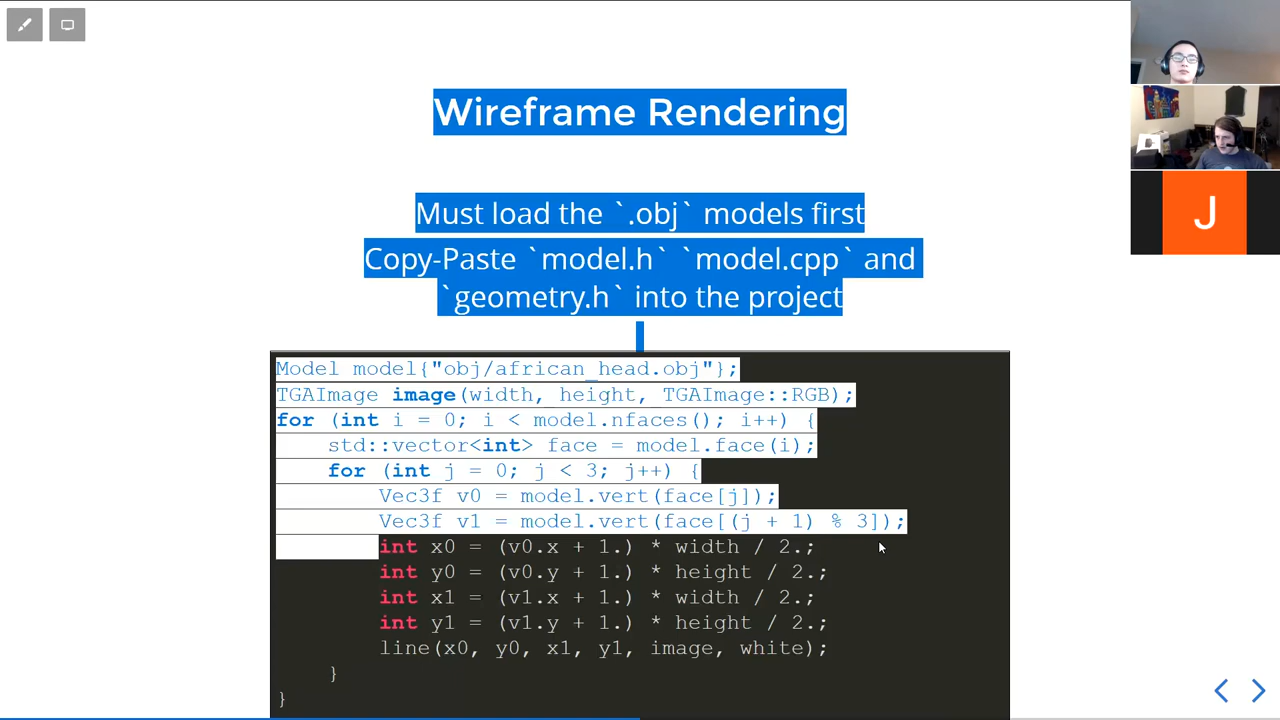 Wireframe Rendering
Must load the `.obj` models first
Copy-Paste `model.h` `model.cpp` and
`geometry.h` into the project
Model model{"obj/african_head.obj"};
TGAImage image(width, height, TGAImage::RGB);
for (int i = 0; i < model.nfaces(); i++) {
    std::vector<int> face = model.face(i);
    for (int j = 0; j < 3; j++) {
        Vec3f v0 = model.vert(face[j]);
        Vec3f v1 = model.vert(face[(j + 1) % 3]);
        int x0 = (v0.x + 1.) * width / 2.;
        int y0 = (v0.y + 1.) * height / 2.;
        int x1 = (v1.x + 1.) * width / 2.;
        int y1 = (v1.y + 1.) * height / 2.;
        line(x0, y0, x1, y1, image, white);
    }
}
J